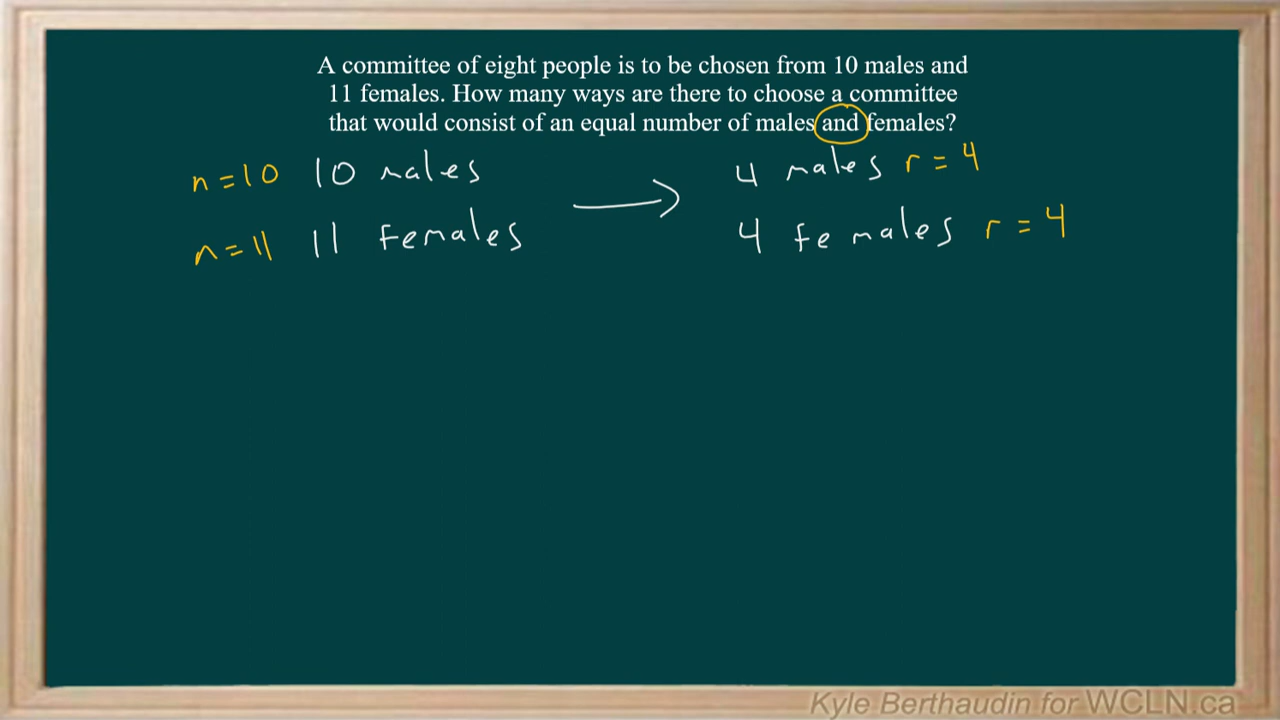 A committee of eight people is to be chosen from 10 males and
11 females. How many ways are there to choose a committee
that would consist of an equal number of males and females?
n=10 10 males 4 males r=4
n=11 11 females 4 females r=4
Kyle Berthaudin for WCLN.ca